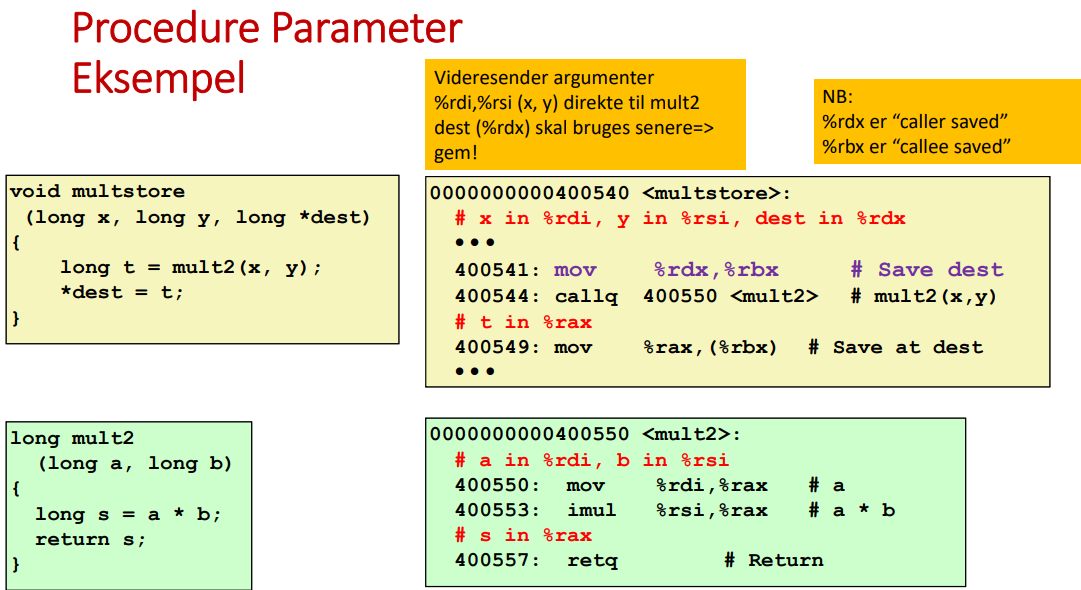 Procedure Parameter
Eksempel
Videresender argumenter
%rdi,%rsi (x, y) direkte til mult2
dest (%rdx) skal bruges senere=>
gem!
NB:
%rdx er “caller saved”
%rbx er “callee saved”
void multstore
(long x, long y, long *dest)
{
long t = mult2(x, y);
*dest = t;
}
0000000000400540 <multstore>:
# x in %rdi, y in %rsi, dest in %rdx
•••
400541: mov %rdx,%rbx # Save dest
400544: callq 400550 <mult2> # mult2(x,y)
# t in %rax
400549: mov %rax,(%rbx) # Save at dest
•••
long mult2
(long a, long b)
{
long s = a * b;
return s;
}
0000000000400550 <mult2>:
# a in %rdi, b in %rsi
400550: mov %rdi,%rax # a
400553: imul %rsi,%rax # a * b
# s in %rax
400557: retq # Return